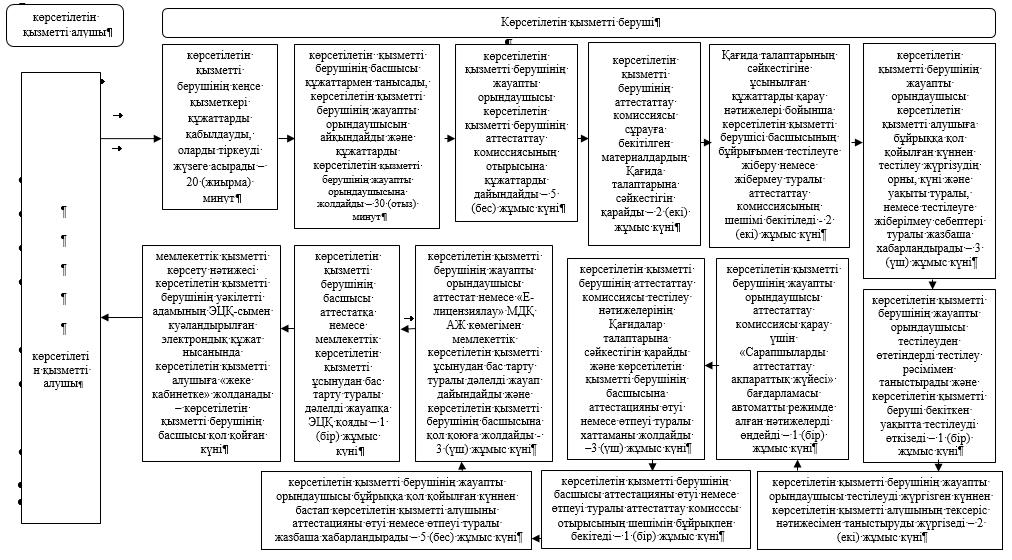 көрсетілетін·
қызметті·алушы¶
Көрсетілетін·қызметті·беруші¶
¶
көрсетілетін·
қызметті·
берушінің·кеңсе·
қызметкері·
құжаттарды·
қабылдауды,·
оларды·тіркеуді·
жүзеге·асырады·–·
20·(жиырма)·
минут¶
көрсетілетін·қызметті·
берушінің·басшысы·
құжаттармен·танысады,·
көрсетілетін·қызметті·
берушінің·жауапты·
орындаушысын·
айқындайды·және·
құжаттарды·
көрсетілетін·қызметті·
берушінің·жауапты·
орындаушысына·
жолдайды·–·30·(отыз)·
минут¶
көрсетілетін·
қызметті·берушінің·
жауапты·
орындаушысы·
көрсетілетін·
қызметті·берушінің·
аттестаттау·
комиссиясының·
отырысына·
құжаттарды·
дайындайды·–·5·
(бес)·жұмыс·күні¶
көрсетілетін·
қызметті·
берушінің·
аттестаттау·
комиссиясы·
сұрауға·
бекітілген·
материалдардың·
Қағида·
талаптарына·
сәйкестігін·
қарайды·–·2·(екі)·
жұмыс·күні¶
Қағида·талаптарының·
сәйкестігіне·
ұсынылған·
құжаттарды·қарау·
нәтижелері·бойынша·
көрсетілетін·қызметті·
берушісі·басшысының·
бұйрығымен·тестілеуге·
жіберу·немесе·
жібермеу·туралы·
аттестаттау·
комиссиясының·
шешімі·бекітіледі·-·2·
(екі)·жұмыс·күні¶
көрсетілетін·
қызметті·берушінің·
жауапты·
орындаушысы·
көрсетілетін·
қызметті·алушыға·
бұйрыққа·қол·
қойылған·күннен·
тестілеу·жүргізудің·
орны,·күні·және·
уақыты·туралы,·
немесе·тестілеуге·
жіберілмеу·себептері·
туралы·жазбаша·
хабарландырады·–·3·
(үш)·жұмыс·күні¶
¶
¶
¶
¶
¶
көрсетілеті
н·қызметті·
алушы¶
мемлекеттік·қызметті·
көрсету·нәтижесі·
көрсетілетін·қызметті·
берушінің·уәкілетті·
адамының·ЭЦҚ-сымен·
куәландырылған·
электрондық·құжат·
нысанында·
көрсетілетін·қызметті·
алушыға·«жеке·
кабинетке»·жолданады·
–·көрсетілетін·
қызметті·берушінің·
басшысы·қол·қойған·
күні¶
көрсетілетін·
қызметті·
берушінің·
басшысы·
аттестатқа·
немесе·
мемлекеттік·
көрсетілетін·
қызметті·
ұсынудан·бас·
тарту·туралы·
дәлелді·жауапқа·
ЭЦҚ·қояды·–·1·
(бір)·жұмыс·
күні¶
көрсетілетін·қызметті·
берушінің·жауапты·
орындаушысы·
аттестат·немесе·«Е-
лицензиялау»·МДҚ·
АЖ·көмегімен·
мемлекеттік·
көрсетілетін·қызметті·
ұсынудан·бас·тарту·
туралы·дәлелді·жауап·
дайындайды·және·
көрсетілетін·қызметті·
берушінің·басшысына·
қол·қоюға·жолдайды·-·
3·(үш)·жұмыс·күні¶
көрсетілетін·қызметті·
берушінің·аттестаттау·
комиссиясы·тестілеу·
нәтижелерінің·
Қағидалар·
талаптарына·
сәйкестігін·қарайды·
және·көрсетілетін·
қызметті·берушінің·
басшысына·
аттестацияны·өтуі·
немесе·өтпеуі·туралы·
хаттаманы·жолдайды·
–3·(үш)·жұмыс·күні¶
көрсетілетін·қызметті·
берушінің·жауапты·
орындаушысы·
аттестаттау·
комиссиясы·қарау·
үшін·
«Сарапшыларды·
аттестаттау·
ақпараттық·жүйесі»·
бағдарламасы·
автоматты·режимде·
алған·нәтижелерді·
өңдейді·–·1·(бір)·
жұмыс·күні¶
көрсетілетін·қызметті·
берушінің·жауапты·
орындаушысы·
тестілеуден·
өтетіндерді·тестілеу·
рәсімімен·
таныстырады·және·
көрсетілетін·қызметті·
беруші·бекіткен·
уақытта·тестілеуді·
өткізеді·–·1·(бір)·
жұмыс·күні¶
көрсетілетін·қызметті·берушінің·жауапты·
орындаушысы·бұйрыққа·қол·қойылған·күннен·
бастап·көрсетілетін·қызметті·алушыны·
аттестацияны·өтуі·немесе·өтпеуі·туралы·
жазбаша·хабарландырады·–·5·(бес)·жұмыс·күні¶
көрсетілетін·қызметті·берушінің·
басшысы·аттестацияны·өтуі·немесе·
өтпеуі·туралы·аттестаттау·комисссы·
отырысының·шешімін·бұйрықпен·
бекітеді·–·1·(бір)·жұмыс·күні¶
көрсетілетін·қызметті·берушінің·жауапты·
орындаушысы·тестілеуді·жүргізген·күннен·
көрсетілетін·қызметті·алушының·тексеріс·
нәтижесімен·таныстыруды·жүргізеді·–·2·
(екі)·жұмыс·күні¶